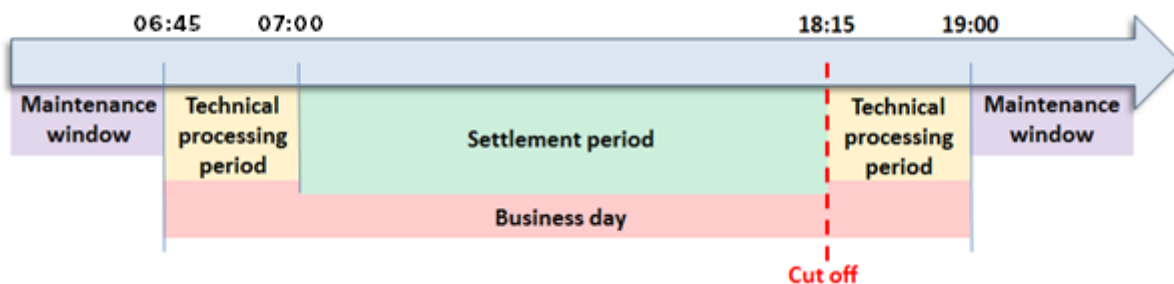 06:45
07:00
18:15
19:00
Maintenance
window
Technical
processing
period
Settlement period
Technical
processing
period
Maintenance
window
Business day
Cut off